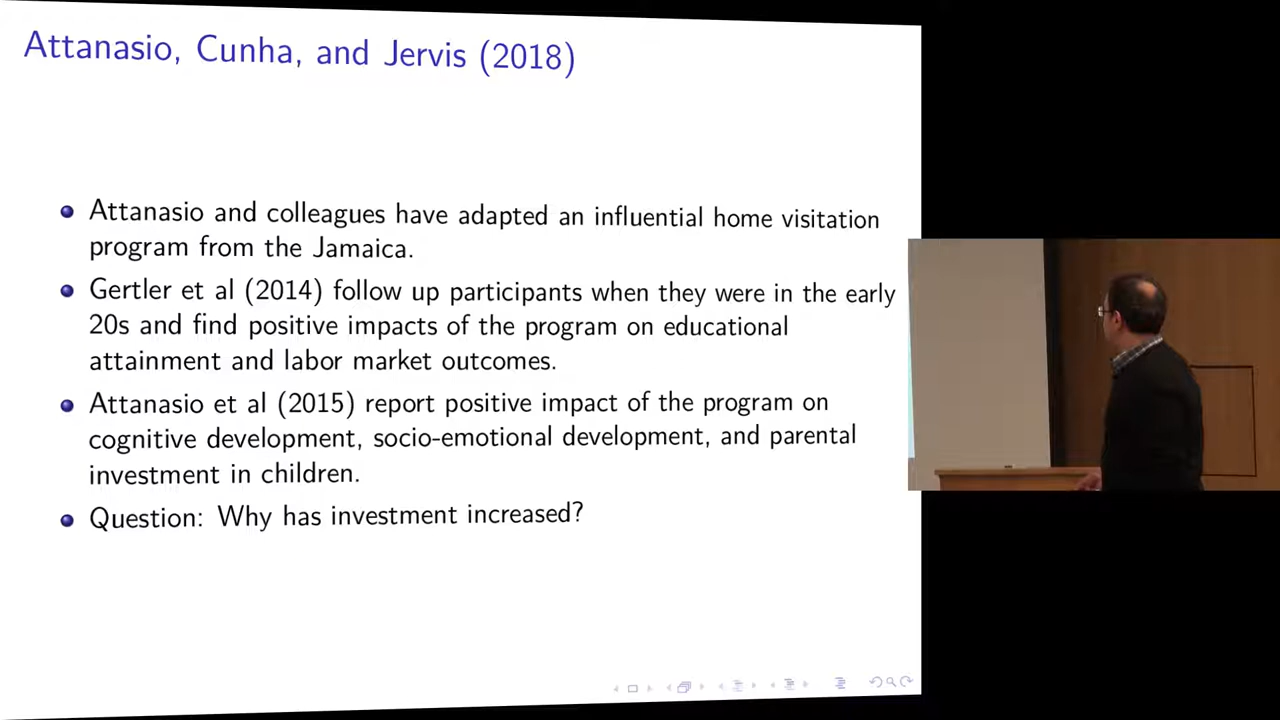 Attanasio, Cunha, and Jervis (2018)
Attanasio and colleagues have adapted an influential home visitation
program from the Jamaica.
Gertler et al (2014) follow up participants when they were in the early
20s and find positive impacts of the program on educational
attainment and labor market outcomes.
Attanasio et al (2015) report positive impact of the program on
cognitive development, socio-emotional development, and parental
investment in children.
Question: Why has investment increased?